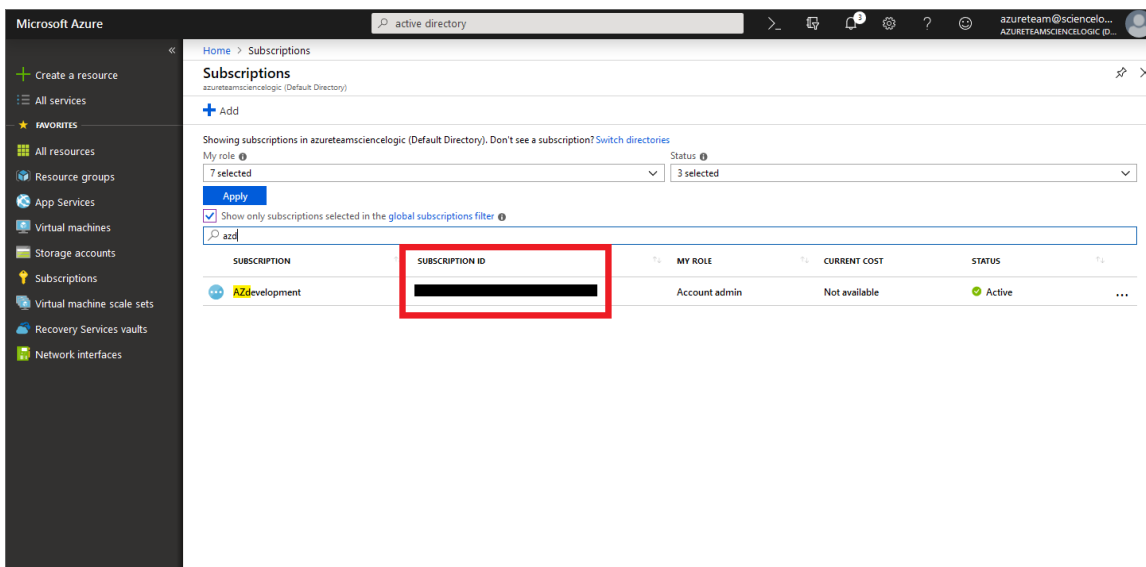 Microsoft Azure
active directory
3
azureteam@sciencelo...
AZURETEAMSCIENCELOGIC (D...
«
Create a resource
All services
FAVORITES
All resources
Resource groups
App Services
Virtual machines
Storage accounts
Subscriptions
Virtual machine scale sets
Recovery Services vaults
Network interfaces
Home > Subscriptions
Subscriptions
azureteamsciencelogic (Default Directory)
Add
Showing subscriptions in azureteamsciencelogic (Default Directory). Don't see a subscription? Switch directories
My role Status
7 selected 3 selected
Apply
Show only subscriptions selected in the global subscriptions filter
azd
SUBSCRIPTION SUBSCRIPTION ID MY ROLE CURRENT COST STATUS
AZdevelopment Account admin Not available Active ...